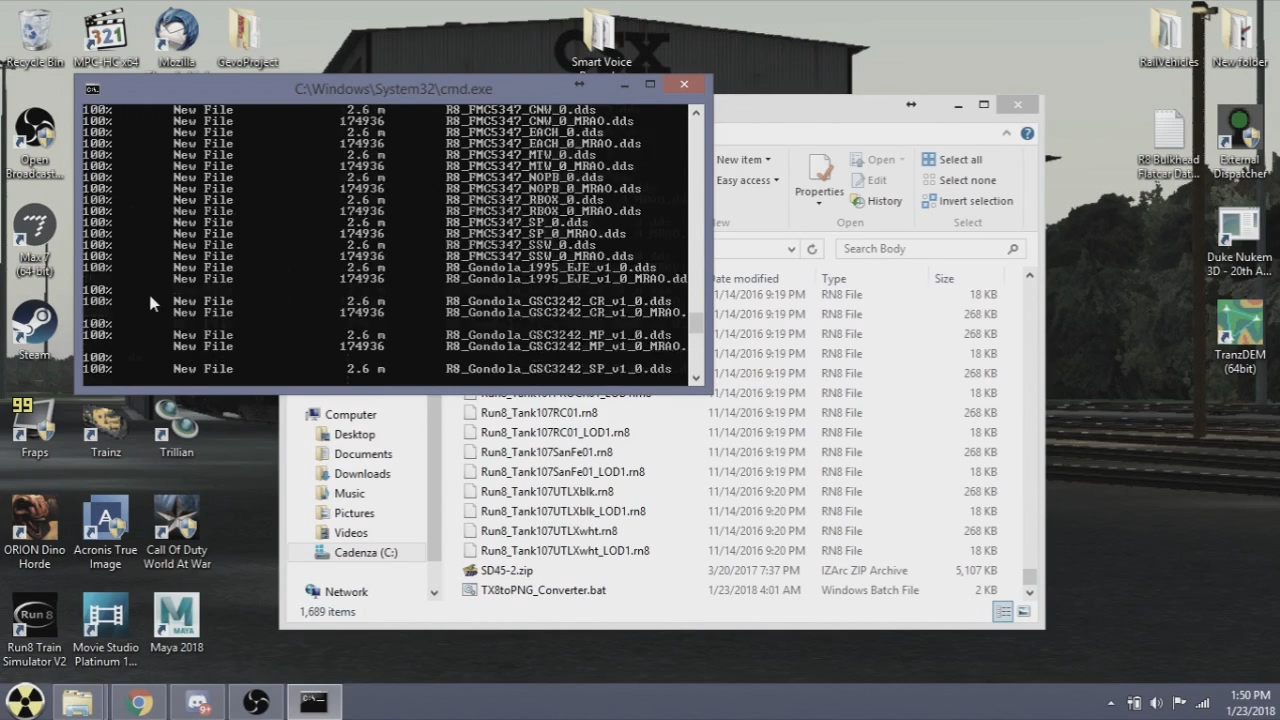 Recycle Bin
MPC-HC x64
Mozilla
GevoProject
CSX
Smart Voice
RailVehicles
New folder
C:\Windows\System32\cmd.exe
100% New File 2.6 m R8_FMC5347_CNW_0.dds
100% New File 174936 R8_FMC5347_CNW_0_MRAO.dds
100% New File 2.6 m R8_FMC5347_EACH_0.dds
100% New File 174936 R8_FMC5347_EACH_0_MRAO.dds
100% New File 2.6 m R8_FMC5347_MTW_0.dds
100% New File 174936 R8_FMC5347_MTW_0_MRAO.dds
100% New File 2.6 m R8_FMC5347_NOPB_0.dds
100% New File 174936 R8_FMC5347_NOPB_0_MRAO.dds
100% New File 2.6 m R8_FMC5347_RBOX_0.dds
100% New File 174936 R8_FMC5347_RBOX_0_MRAO.dds
100% New File 2.6 m R8_FMC5347_SP_0.dds
100% New File 174936 R8_FMC5347_SP_0_MRAO.dds
100% New File 2.6 m R8_FMC5347_SSW_0.dds
100% New File 174936 R8_FMC5347_SSW_0_MRAO.dds
100% New File 2.6 m R8_Gondola_1995_EJE_v1_0.dds
New File 174936 R8_Gondola_1995_EJE_v1_0_MRAO.dd
100%
100% New File 2.6 m R8_Gondola_GSC3242_CR_v1_0.dds
New File 174936 R8_Gondola_GSC3242_CR_v1_0_MRAO.
100%
100% New File 2.6 m R8_Gondola_GSC3242_MP_v1_0.dds
New File 174936 R8_Gondola_GSC3242_MP_v1_0_MRAO.
100%
100% New File 2.6 m R8_Gondola_GSC3242_SP_v1_0.dds
New item
Easy access
Properties
Open
Edit
History
Open
Select all
Select none
Invert selection
Select
Search Body
Date modified Type Size
11/14/2016 9:19 PM RN8 File 18 KB
11/14/2016 9:19 PM RN8 File 268 KB
11/14/2016 9:19 PM RN8 File 18 KB
11/14/2016 9:19 PM RN8 File 268 KB
11/14/2016 9:19 PM RN8 File 18 KB
11/14/2016 9:19 PM RN8 File 18 KB
Run8_Tank107RC01.rn8 11/14/2016 9:19 PM RN8 File 268 KB
Run8_Tank107RC01_LOD1.rn8 11/14/2016 9:19 PM RN8 File 18 KB
Run8_Tank107SanFe01.rn8 11/14/2016 9:19 PM RN8 File 268 KB
Run8_Tank107SanFe01_LOD1.rn8 11/14/2016 9:19 PM RN8 File 18 KB
Run8_Tank107UTLXblk.rn8 11/14/2016 9:20 PM RN8 File 268 KB
Run8_Tank107UTLXblk_LOD1.rn8 11/14/2016 9:20 PM RN8 File 18 KB
Run8_Tank107UTLXwht.rn8 11/14/2016 9:20 PM RN8 File 268 KB
Run8_Tank107UTLXwht_LOD1.rn8 11/14/2016 9:20 PM RN8 File 18 KB
SD45-2.zip 3/20/2017 7:37 PM IZArc ZIP Archive 5,107 KB
TX8toPNG_Converter.bat 1/23/2018 4:01 AM Windows Batch File 2 KB
Computer
Desktop
Documents
Downloads
Music
Pictures
Videos
Cadenza (C:)
Network
1,689 items
Open
Broadcast...
Max 7
(64-bit)
Steam
99
Fraps
Trainz
Trillian
ORION Dino
Horde
Acronis True
Image
Call Of Duty
World At War
Run 8
Run8 Train
Simulator V2
Movie Studio
Platinum 1...
Maya 2018
R8 Bulkhead
Flatcar Dat...
External
Dispatcher
Duke Nukem
3D - 20th A...
TranzDEM
(64bit)
1:50 PM
1/23/2018